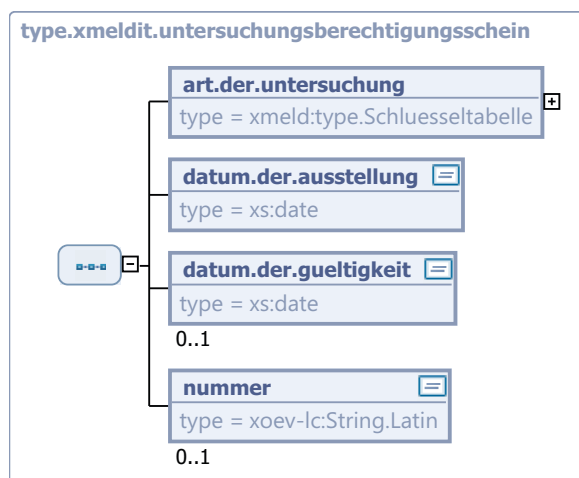 type.xmeldit.untersuchungsberechtigungsschein
art.der.untersuchung
type = xmeld:type.Schluesseltabelle
datum.der.ausstellung
type = xs:date
datum.der.gueltigkeit
type = xs:date
0..1
nummer
type = xoev-lc:String.Latin
0..1